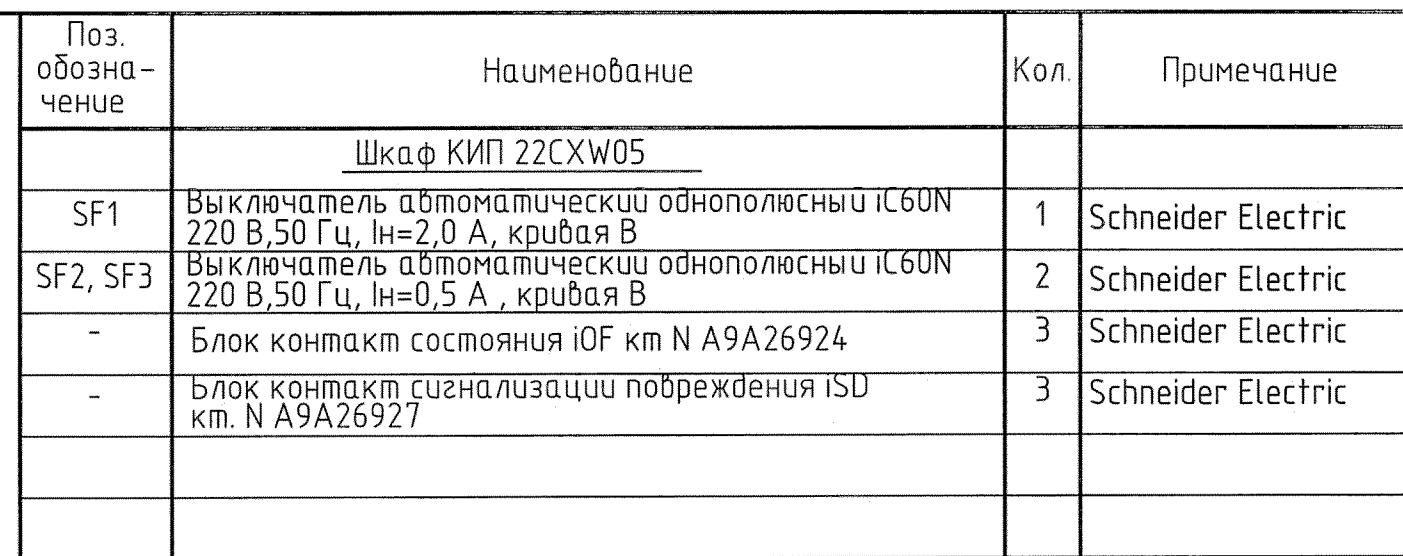 Поз. обозна- чение Наименование Кол. Примечание
Шкаф КИП 22CXW05
SF1 Выключатель автоматический однополюсный iC60N 1 Schneider Electric
220 В,50 Гц, Iн=2,0 А, кривая В
SF2, SF3 Выключатель автоматический однополюсный iC60N 2 Schneider Electric
220 В,50 Гц, Iн=0,5 А , кривая В
- Блок контакт состояния iOF кт N A9A26924 3 Schneider Electric
- Блок контакт сигнализации повреждения iSD 3 Schneider Electric
кт. N A9A26927